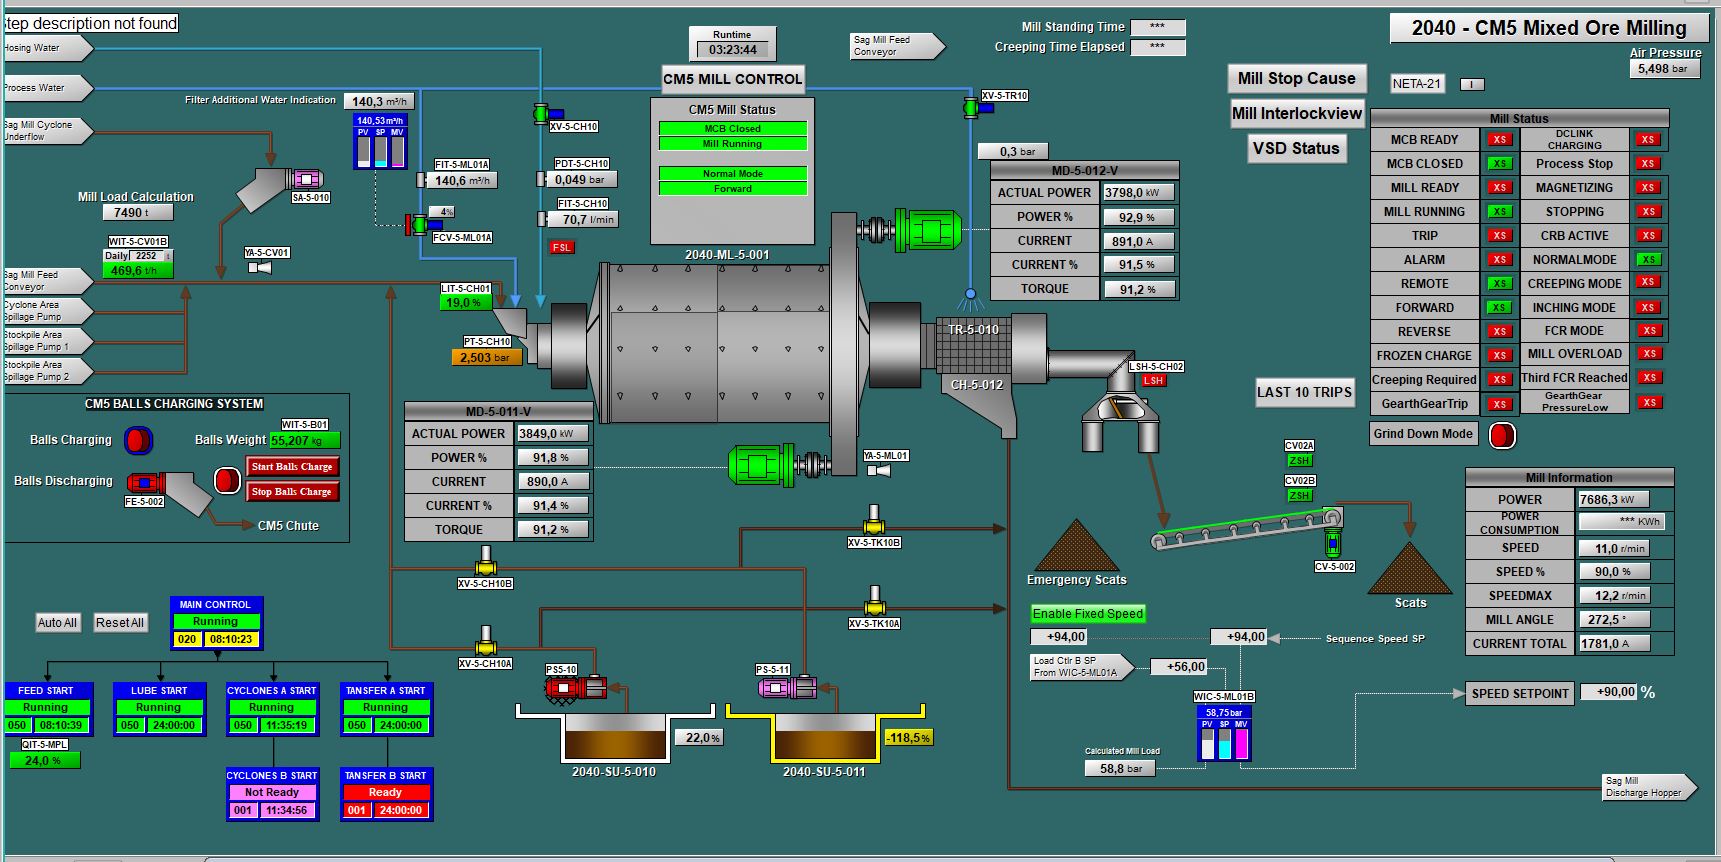 Step description not found
Hosing Water
Process Water
Sag Mill Cyclone
Underflow
Filter Additional Water Indication
140,3 m³/h
140,53 m³/h
PV SP MV
Runtime
03:23:44
CM5 MILL CONTROL
CM5 Mill Status
MCB Closed
Mill Running
Normal Mode
Forward
2040-ML-5-001
Sag Mill Feed
Conveyor
Mill Standing Time ***
Creeping Time Elapsed ***
2040 - CM5 Mixed Ore Milling
Air Pressure
5,498 bar
Mill Stop Cause
Mill Interlockview
VSD Status
NETA-21
I
XV-5-TR10
XV-5-CH10
PDT-5-CH10
0,049 bar
FIT-5-CH10
70,7 l/min
FSL
FIT-5-ML01A
140,6 m³/h
4%
FCV-5-ML01A
SA-5-010
Mill Load Calculation
7490 t
WIT-5-CV01B
Daily 2252 t
469,6 t/h
YA-5-CV01
Sag Mill Feed
Conveyor
Cyclone Area
Spillage Pump
Stockpile Area
Spillage Pump 1
Stockpile Area
Spillage Pump 2
LIT-5-CH01
19,0 %
PT-5-CH10
2,503 bar
0,3 bar
MD-5-012-V
ACTUAL POWER 3798,0 kW
POWER % 92,9 %
CURRENT 891,0 A
CURRENT % 91,5 %
TORQUE 91,2 %
TR-5-010
CH-5-012
LSH-5-CH02
LSH
Mill Status
MCB READY XS DCLINK CHARGING XS
MCB CLOSED XS Process Stop XS
MILL READY XS MAGNETIZING XS
MILL RUNNING XS STOPPING XS
TRIP XS CRB ACTIVE XS
ALARM XS NORMALMODE XS
REMOTE XS CREEPING MODE XS
FORWARD XS INCHING MODE XS
REVERSE XS FCR MODE XS
FROZEN CHARGE XS MILL OVERLOAD XS
Creeping Required XS Third FCR Reached XS
GearthGearTrip XS GearthGear PressureLow XS
LAST 10 TRIPS
Grind Down Mode
CM5 BALLS CHARGING SYSTEM
Balls Charging
Balls Weight
WIT-5-B01
55,207 kg
Balls Discharging
FE-5-002
Start Balls Charge
Stop Balls Charge
CM5 Chute
MD-5-011-V
ACTUAL POWER 3849,0 kW
POWER % 91,8 %
CURRENT 890,0 A
CURRENT % 91,4 %
TORQUE 91,2 %
YA-5-ML01
XV-5-TK10B
XV-5-CH10B
XV-5-TK10A
XV-5-CH10A
CV02A
ZSH
CV02B
ZSH
CV-5-002
Emergency Scats
Scats
Mill Information
POWER 7686,3 kW
POWER CONSUMPTION *** KWh
SPEED 11,0 r/min
SPEED % 90,0 %
SPEEDMAX 12,2 r/min
MILL ANGLE 272,5 °
CURRENT TOTAL 1781,0 A
Enable Fixed Speed
+94,00
+94,00
Sequence Speed SP
Load Ctlr B SP
From WIC-5-ML01A
+56,00
WIC-5-ML01B
58,75 bar
PV SP MV
Calculated Mill Load
58,8 bar
SPEED SETPOINT +90,00 %
Auto All
Reset All
MAIN CONTROL
Running
020 08:10:23
FEED START
Running
050 08:10:39
QIT-5-MPL
24,0 %
LUBE START
Running
050 24:00:00
CYCLONES A START
Running
050 11:35:19
TANSFER A START
Running
050 24:00:00
CYCLONES B START
Not Ready
001 11:34:56
TANSFER B START
Ready
001 24:00:00
PS5-10
22,0 %
2040-SU-5-010
PS-5-11
-118,5 %
2040-SU-5-011
Sag Mill
Discharge Hopper